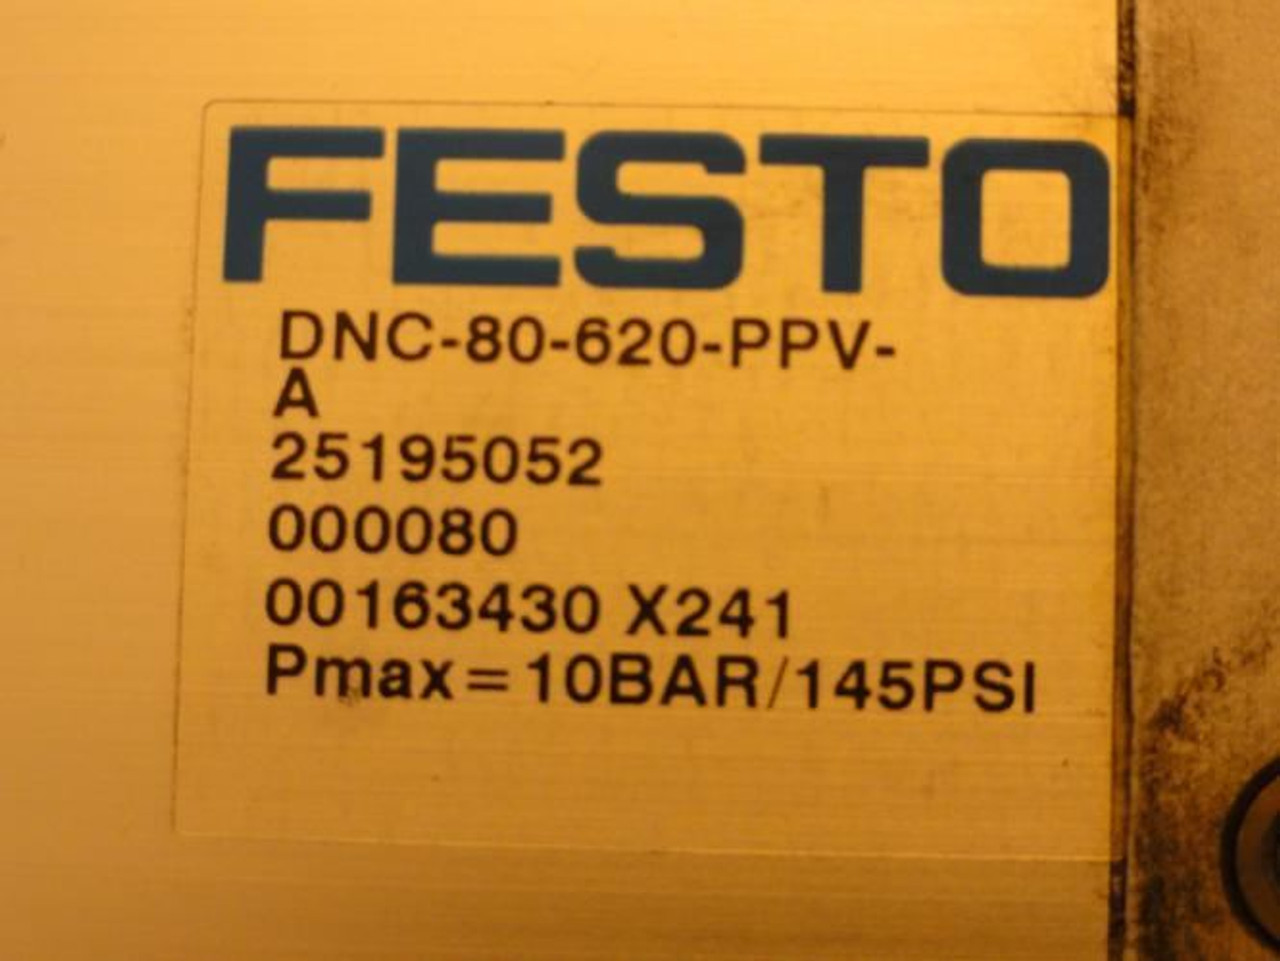 FESTO
DNC-80-620-PPV-
A
25195052
000080
00163430 X241
Pmax=10BAR/145PSI